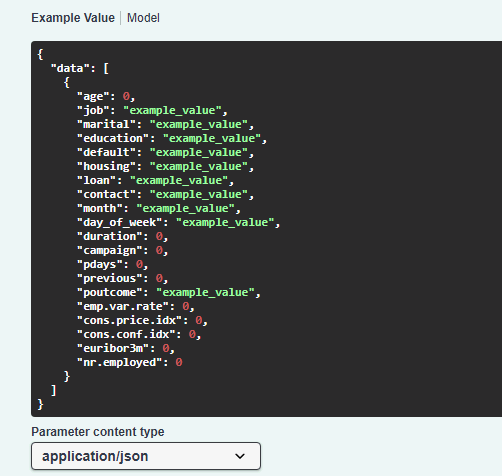 Example Value | Model
{
  "data": [
    {
      "age": 0,
      "job": "example_value",
      "marital": "example_value",
      "education": "example_value",
      "default": "example_value",
      "housing": "example_value",
      "loan": "example_value",
      "contact": "example_value",
      "month": "example_value",
      "day_of_week": "example_value",
      "duration": 0,
      "campaign": 0,
      "pdays": 0,
      "previous": 0,
      "poutcome": "example_value",
      "emp.var.rate": 0,
      "cons.price.idx": 0,
      "cons.conf.idx": 0,
      "euribor3m": 0,
      "nr.employed": 0
    }
  ]
}
Parameter content type
application/json